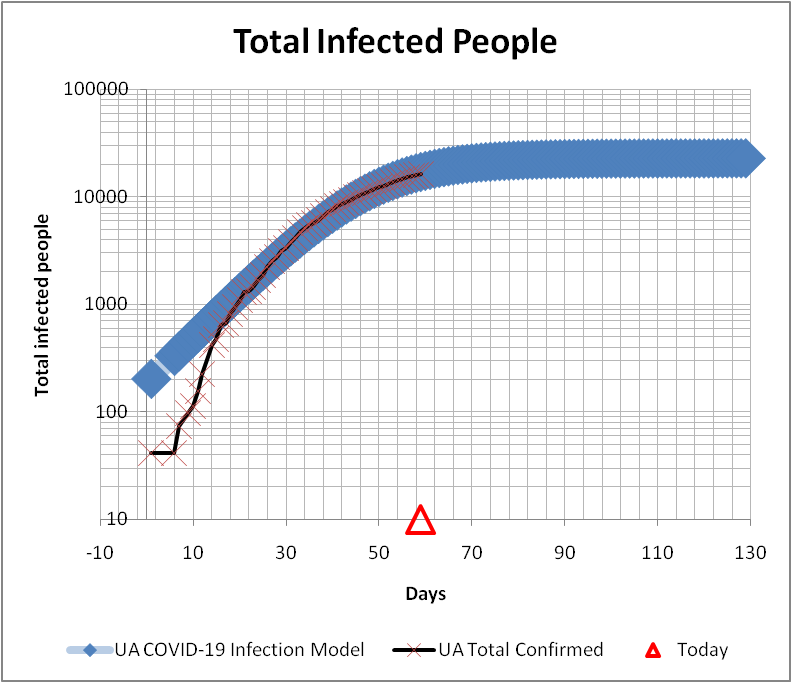 Total Infected People
100000
10000
1000
100
10
Total infected people
-10 10 30 50 70 90 110 130
Days
UA COVID-19 Infection Model UA Total Confirmed Today